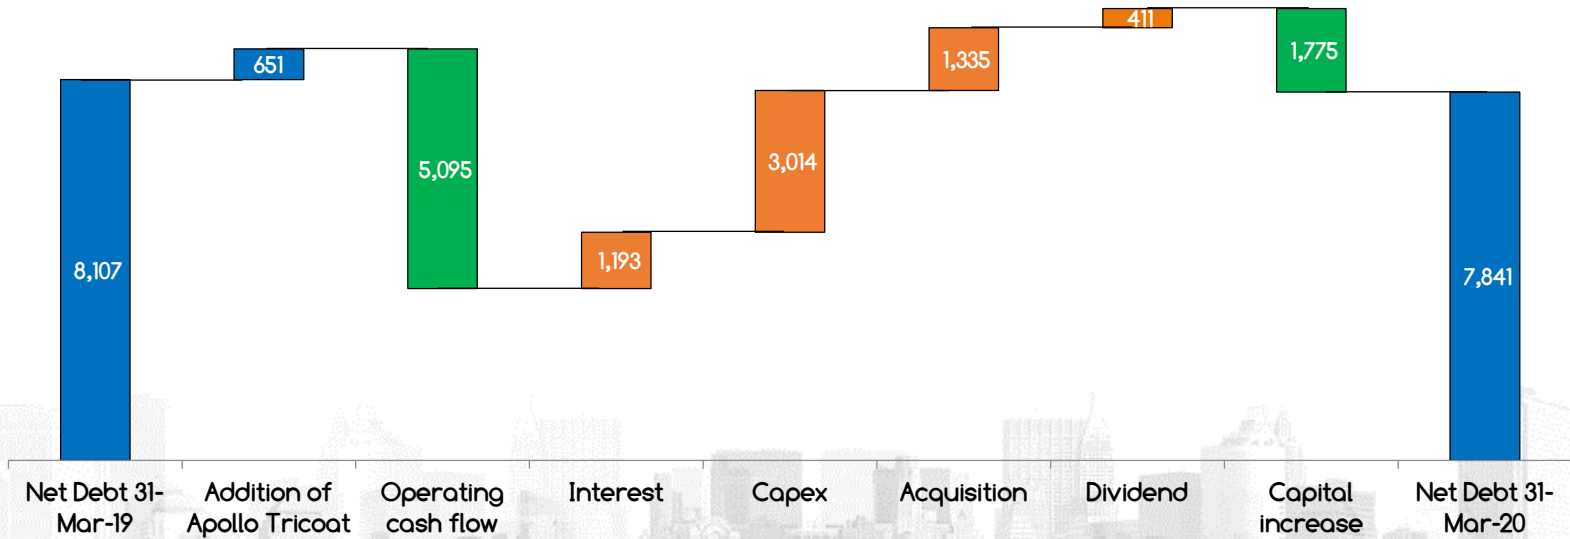 411
651
1,335
1,775
5,095
3,014
1,193
8,107
7,841
Net Debt 31-
Mar-19
Addition of
Apollo Tricoat
Operating
cash flow
Interest
Capex
Acquisition
Dividend
Capital
increase
Net Debt 31-
Mar-20